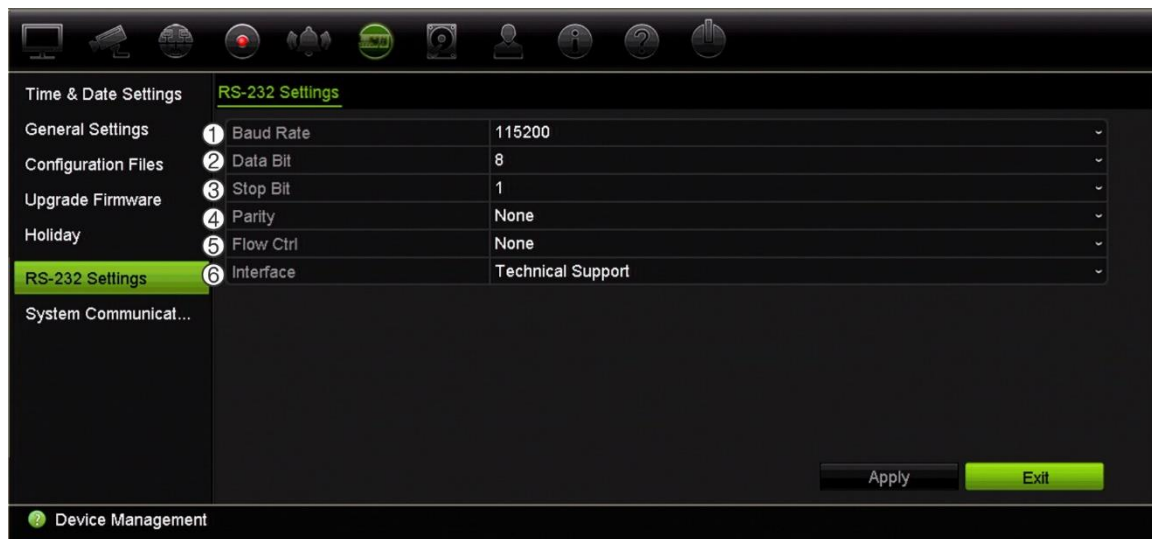 Time & Date Settings
General Settings
Configuration Files
Upgrade Firmware
Holiday
RS-232 Settings
System Communicat...
RS-232 Settings
① Baud Rate 115200
② Data Bit 8
③ Stop Bit 1
④ Parity None
⑤ Flow Ctrl None
⑥ Interface Technical Support
Apply Exit
? Device Management